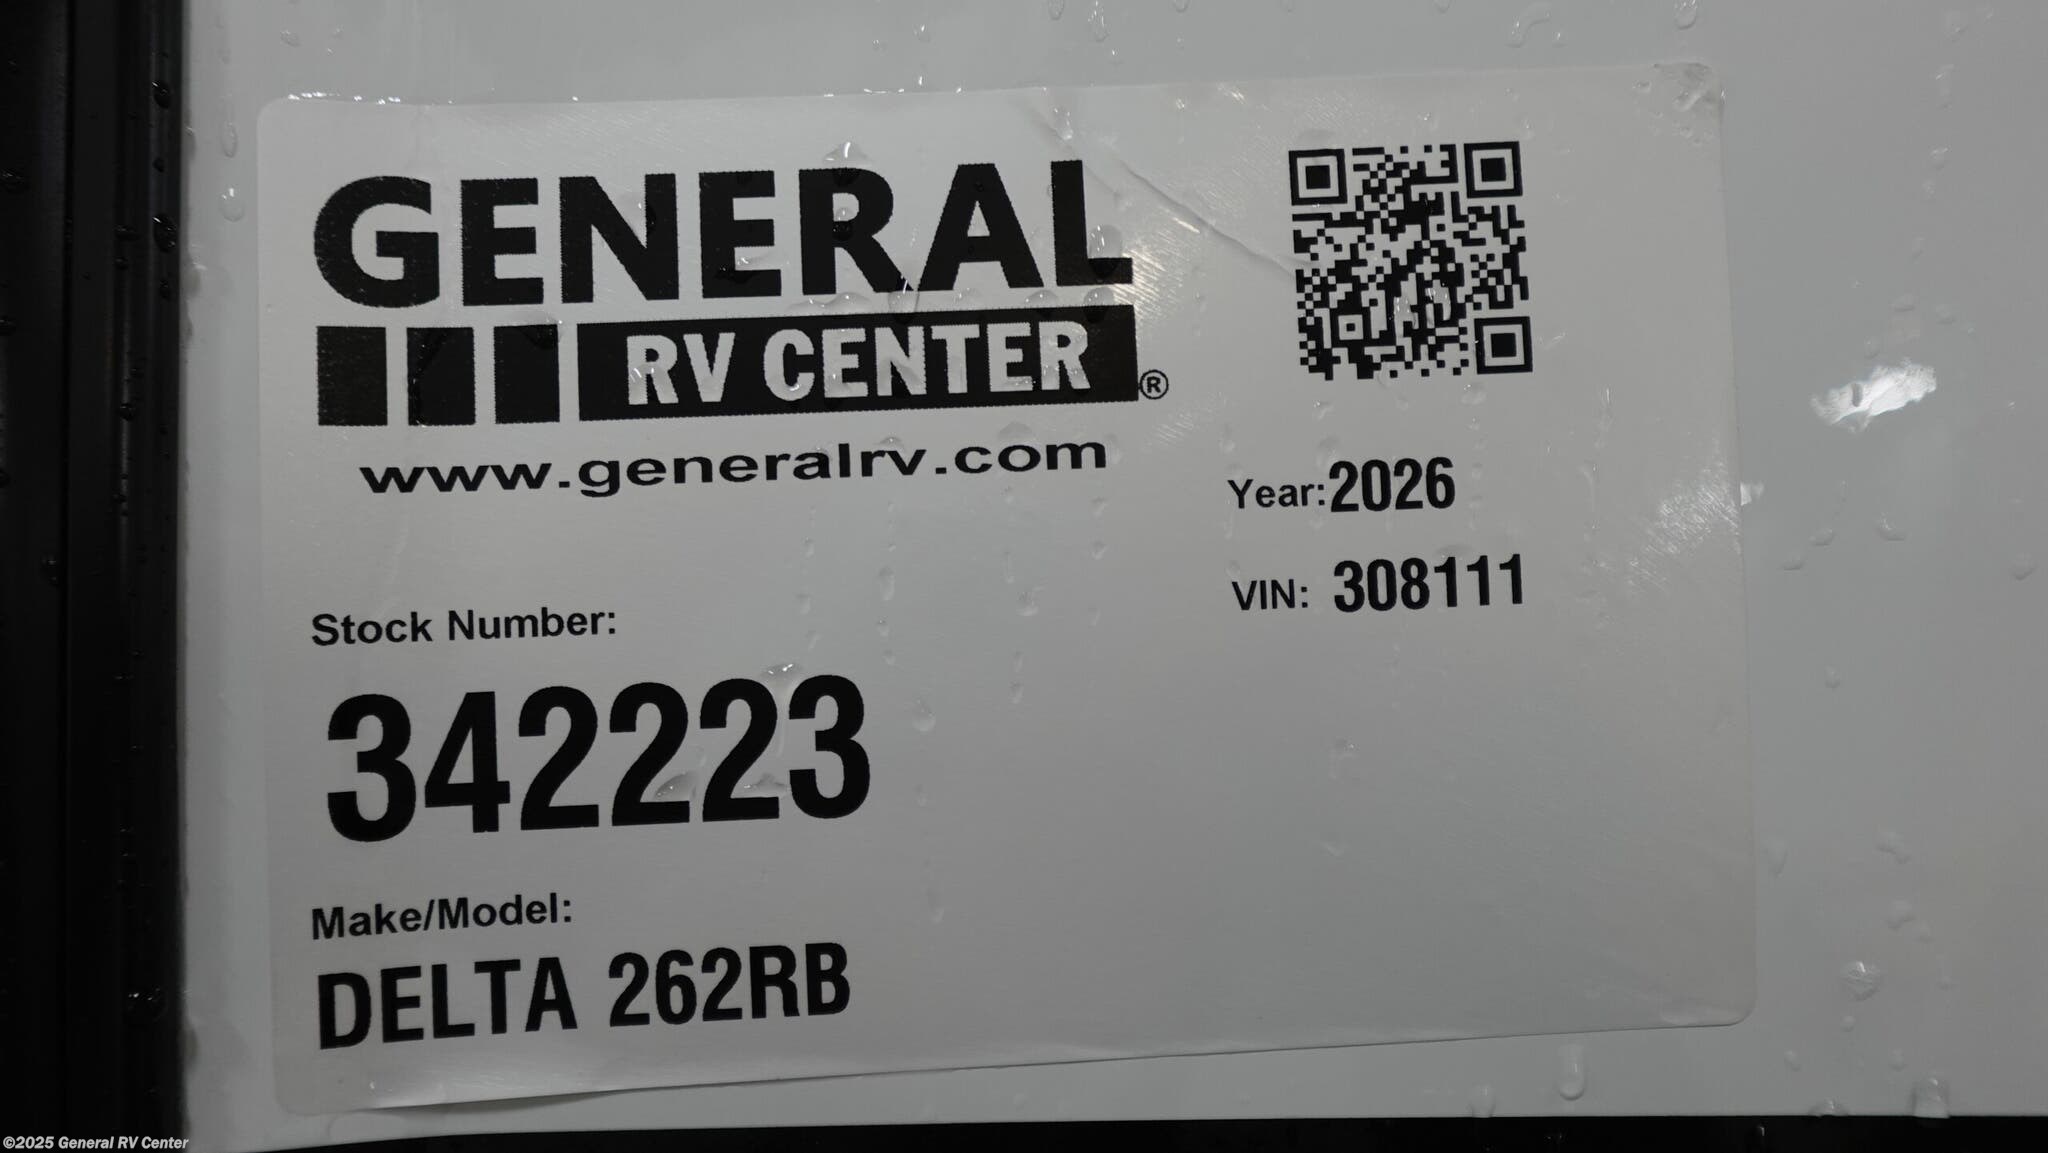 GENERAL
RV CENTER®
www.generalrv.com
Year:2026
VIN: 308111
Stock Number:
342223
Make/Model:
DELTA 262RB
©2025 General RV Center